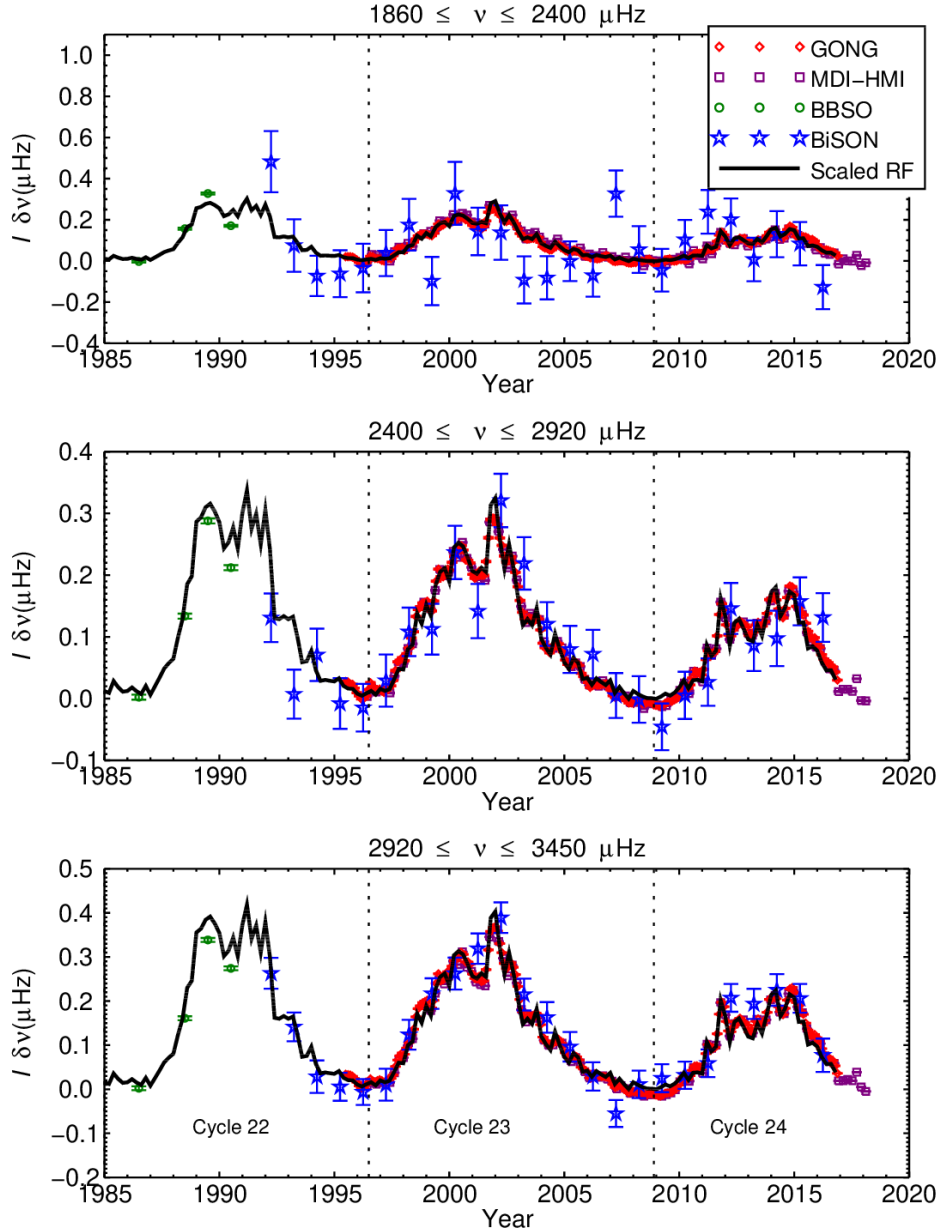 1860 ≤ ν ≤ 2400 μHz
GONG
MDI−HMI
BBSO
BiSON
Scaled RF
I δν(μHz)
1.0
0.8
0.6
0.4
0.2
0.0
−0.2
−0.4
1985 1990 1995 2000 2005 2010 2015 2020
Year
2400 ≤ ν ≤ 2920 μHz
I δν(μHz)
0.4
0.3
0.2
0.1
0.0
−0.1
1985 1990 1995 2000 2005 2010 2015 2020
Year
2920 ≤ ν ≤ 3450 μHz
I δν(μHz)
0.5
0.4
0.3
0.2
0.1
0.0
−0.1
−0.2
Cycle 22 Cycle 23 Cycle 24
1985 1990 1995 2000 2005 2010 2015 2020
Year